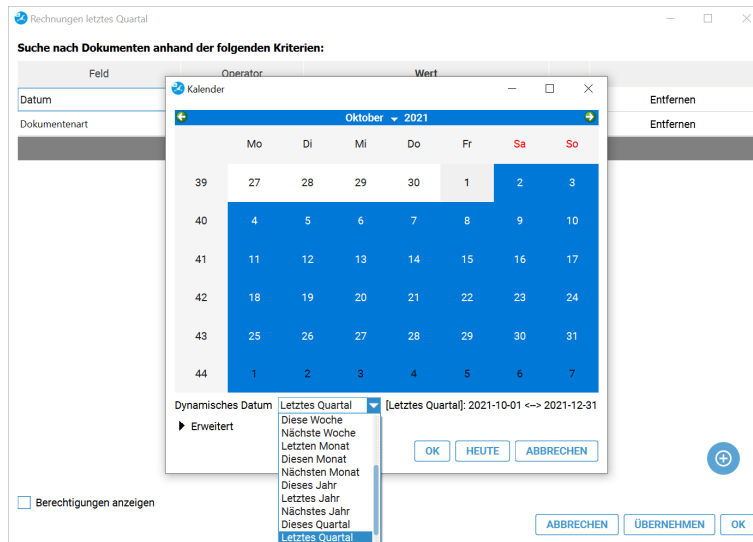 Rechnungen letztes Quartal
Suche nach Dokumenten anhand der folgenden Kriterien:
Feld Operator Wert
Datum Entfernen
Dokumentenart Entfernen
Kalender
Oktober 2021
Mo Di Mi Do Fr Sa So
39 27 28 29 30 1 2 3
40 4 5 6 7 8 9 10
41 11 12 13 14 15 16 17
42 18 19 20 21 22 23 24
43 25 26 27 28 29 30 31
44 1 2 3 4 5 6 7
Dynamisches Datum Letztes Quartal [Letztes Quartal]: 2021-10-01 <--> 2021-12-31
Erweitert
Diese Woche
Nächste Woche
Letzten Monat
Diesen Monat
Nächsten Monat
Dieses Jahr
Letztes Jahr
Nächstes Jahr
Dieses Quartal
Letztes Quartal
OK HEUTE ABBRECHEN
Berechtigungen anzeigen
ABBRECHEN ÜBERNEHMEN OK